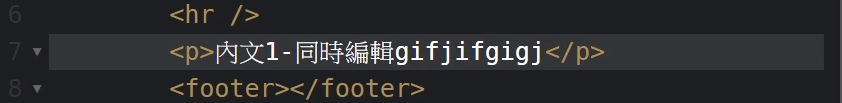 6 <hr />
7 ▼ <p>內文1-同時編輯gifjifgigj</p>
8 ▼ <footer></footer>